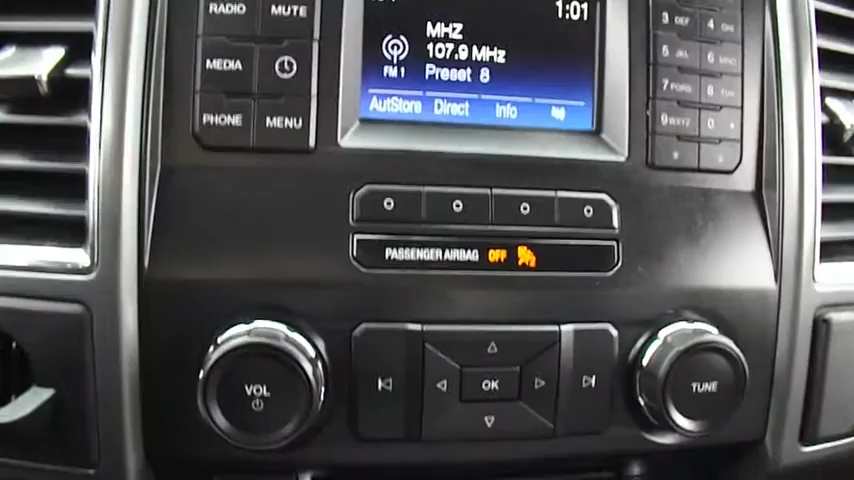 RADIO MUTE
MEDIA
PHONE MENU
1:01
MHZ
107.9 MHz
FM 1
Preset 8
AutStore Direct Info
3 DEF 4 GHI
5 JKL 6 MNO
7 PQRS 8
9 WXYZ 0 +
* #
PASSENGER AIRBAG OFF
VOL
OK
TUNE